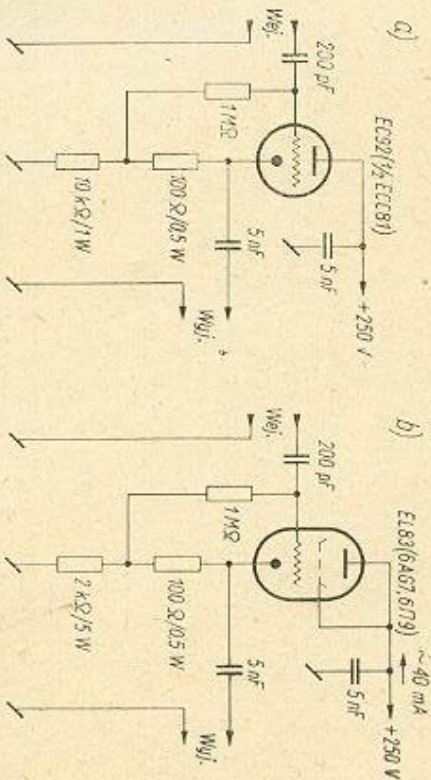 a)
EC92(½ ECC81)
Wej.
200 pF
1 MΩ
100 Ω/0,5 W
10 kΩ/1 W
5 nF
5 nF
+250 V
Wyj.
b)
EL83(6AG7, 6П9)
~40 mA
Wej.
200 pF
1 MΩ
100 Ω/0,5 W
2 kΩ/5 W
5 nF
5 nF
+250 V
Wyj.